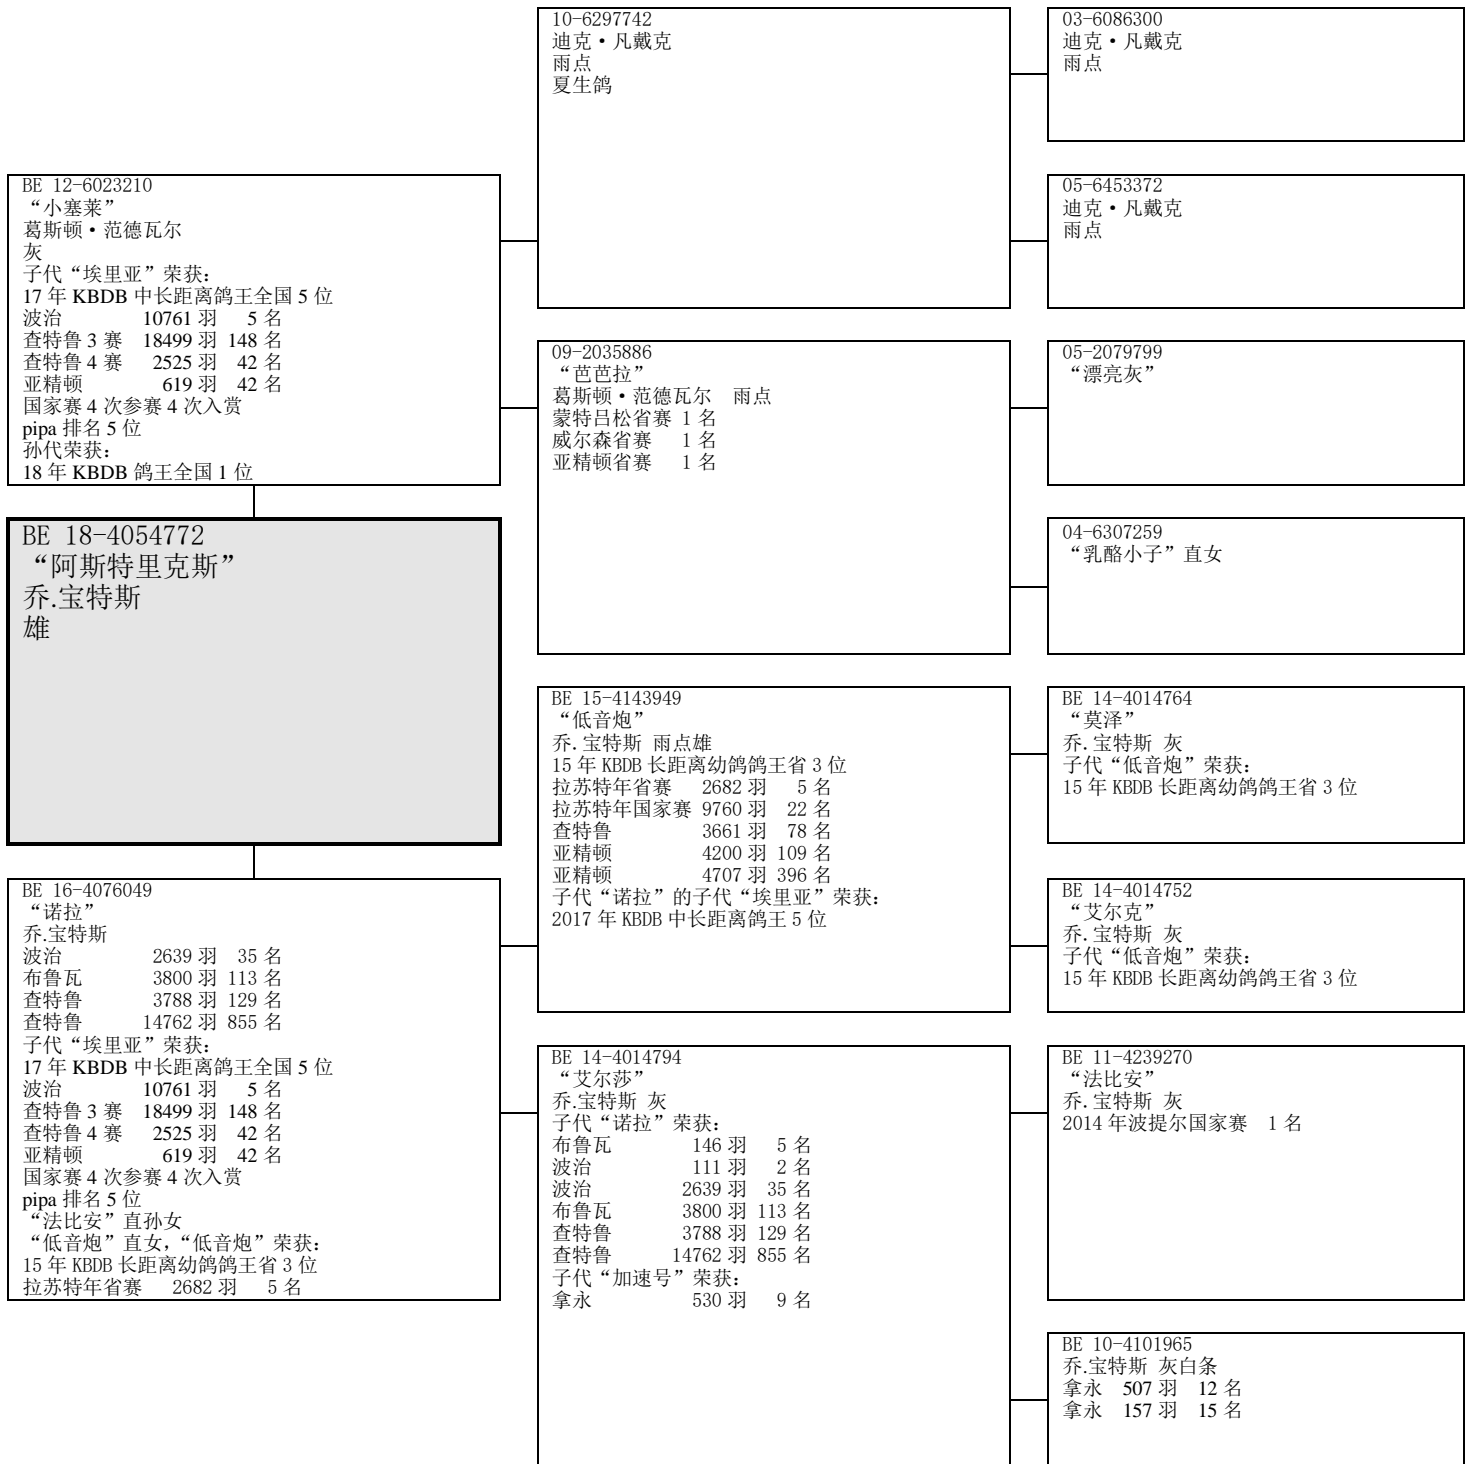 BE 12-6023210
“小塞莱”
葛斯顿·范德瓦尔
灰
子代“埃里亚”荣获:
17 年 KBDB 中长距离鸽王全国 5 位
波治 10761 羽 5 名
查特鲁 3 赛 18499 羽 148 名
查特鲁 4 赛 2525 羽 42 名
亚精顿 619 羽 42 名
国家赛 4 次参赛 4 次入赏
pipa 排名 5 位
孙代荣获:
18 年 KBDB 鸽王全国 1 位
BE 18-4054772
“阿斯特里克斯”
乔.宝特斯
雄
BE 16-4076049
“诺拉”
乔.宝特斯
波治 2639 羽 35 名
布鲁瓦 3800 羽 113 名
查特鲁 3788 羽 129 名
查特鲁 14762 羽 855 名
子代“埃里亚”荣获:
17 年 KBDB 中长距离鸽王全国 5 位
波治 10761 羽 5 名
查特鲁 3 赛 18499 羽 148 名
查特鲁 4 赛 2525 羽 42 名
亚精顿 619 羽 42 名
国家赛 4 次参赛 4 次入赏
pipa 排名 5 位
“法比安”直孙女
“低音炮”直女，“低音炮”荣获:
15 年 KBDB 长距离幼鸽鸽王省 3 位
拉苏特年省赛 2682 羽 5 名
10-6297742
迪克·凡戴克
雨点
夏生鸽
09-2035886
“芭芭拉”
葛斯顿·范德瓦尔 雨点
蒙特吕松省赛 1 名
威尔森省赛 1 名
亚精顿省赛 1 名
BE 15-4143949
“低音炮”
乔.宝特斯 雨点雄
15 年 KBDB 长距离幼鸽鸽王省 3 位
拉苏特年省赛 2682 羽 5 名
拉苏特年国家赛 9760 羽 22 名
查特鲁 3661 羽 78 名
亚精顿 4200 羽 109 名
亚精顿 4707 羽 396 名
子代“诺拉”的子代“埃里亚”荣获:
2017 年 KBDB 中长距离鸽王 5 位
BE 14-4014794
“艾尔莎”
乔.宝特斯 灰
子代“诺拉”荣获:
布鲁瓦 146 羽 5 名
波治 111 羽 2 名
波治 2639 羽 35 名
布鲁瓦 3800 羽 113 名
查特鲁 3788 羽 129 名
查特鲁 14762 羽 855 名
子代“加速号”荣获:
拿永 530 羽 9 名
03-6086300
迪克·凡戴克
雨点
05-6453372
迪克·凡戴克
雨点
05-2079799
“漂亮灰”
04-6307259
“乳酪小子”直女
BE 14-4014764
“莫泽”
乔.宝特斯 灰
子代“低音炮”荣获:
15 年 KBDB 长距离幼鸽鸽王省 3 位
BE 14-4014752
“艾尔克”
乔.宝特斯 灰
子代“低音炮”荣获:
15 年 KBDB 长距离幼鸽鸽王省 3 位
BE 11-4239270
“法比安”
乔.宝特斯 灰
2014 年波提尔国家赛 1 名
BE 10-4101965
乔.宝特斯 灰白条
拿永 507 羽 12 名
拿永 157 羽 15 名